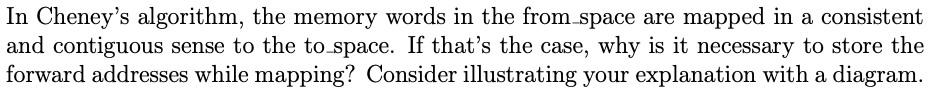 In Cheney's algorithm, the memory words in the from_space are mapped in a consistent
and contiguous sense to the to_space. If that's the case, why is it necessary to store the
forward addresses while mapping? Consider illustrating your explanation with a diagram.